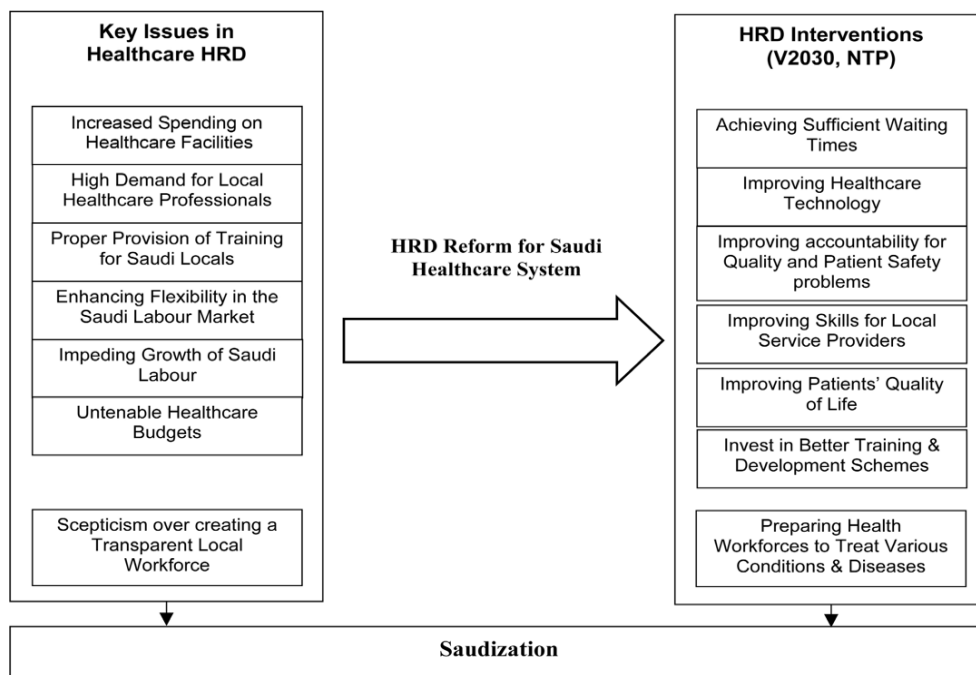 Key Issues in
Healthcare HRD
Increased Spending on
Healthcare Facilities
High Demand for Local
Healthcare Professionals
Proper Provision of Training
for Saudi Locals
Enhancing Flexibility in the
Saudi Labour Market
Impeding Growth of Saudi
Labour
Untenable Healthcare
Budgets
Scepticism over creating a
Transparent Local
Workforce
HRD Reform for Saudi
Healthcare System
HRD Interventions
(V2030, NTP)
Achieving Sufficient Waiting
Times
Improving Healthcare
Technology
Improving accountability for
Quality and Patient Safety
problems
Improving Skills for Local
Service Providers
Improving Patients’ Quality
of Life
Invest in Better Training &
Development Schemes
Preparing Health
Workforces to Treat Various
Conditions & Diseases
Saudization